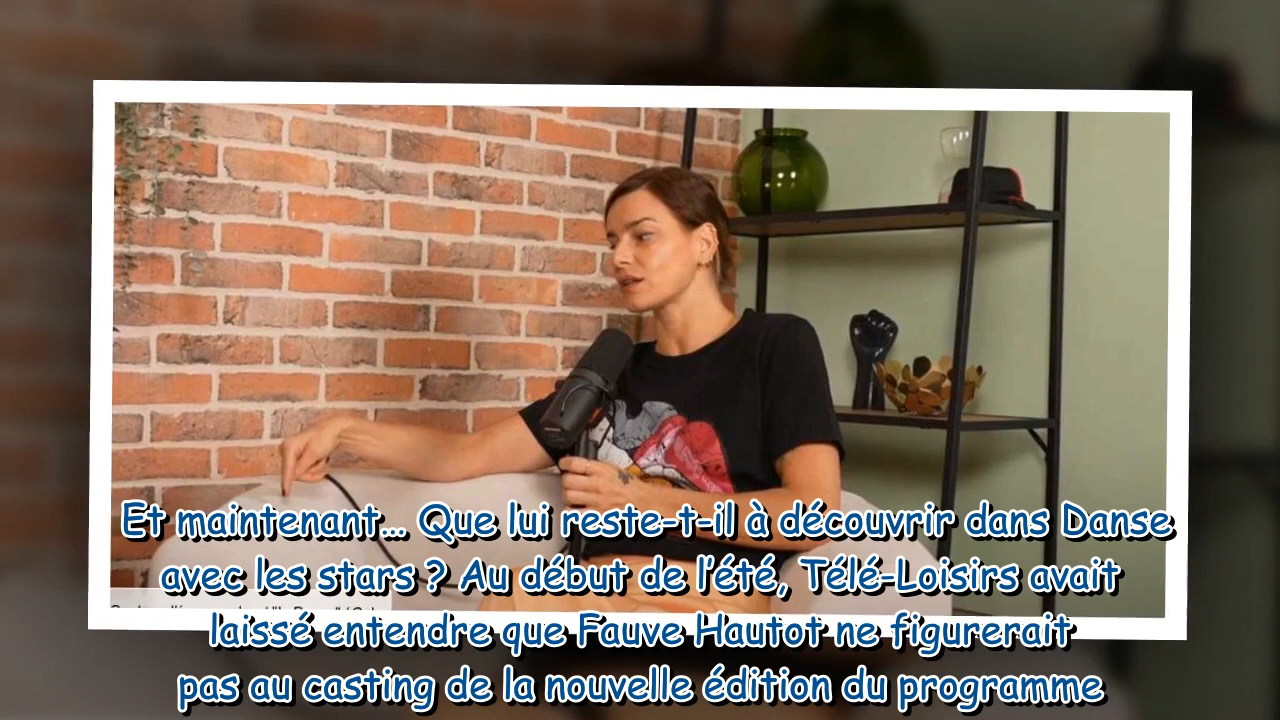 Et maintenant... Que lui reste-t-il à découvrir dans Danse
avec les stars ? Au début de l'été, Télé-Loisirs avait
laissé entendre que Fauve Hautot ne figurerait
pas au casting de la nouvelle édition du programme